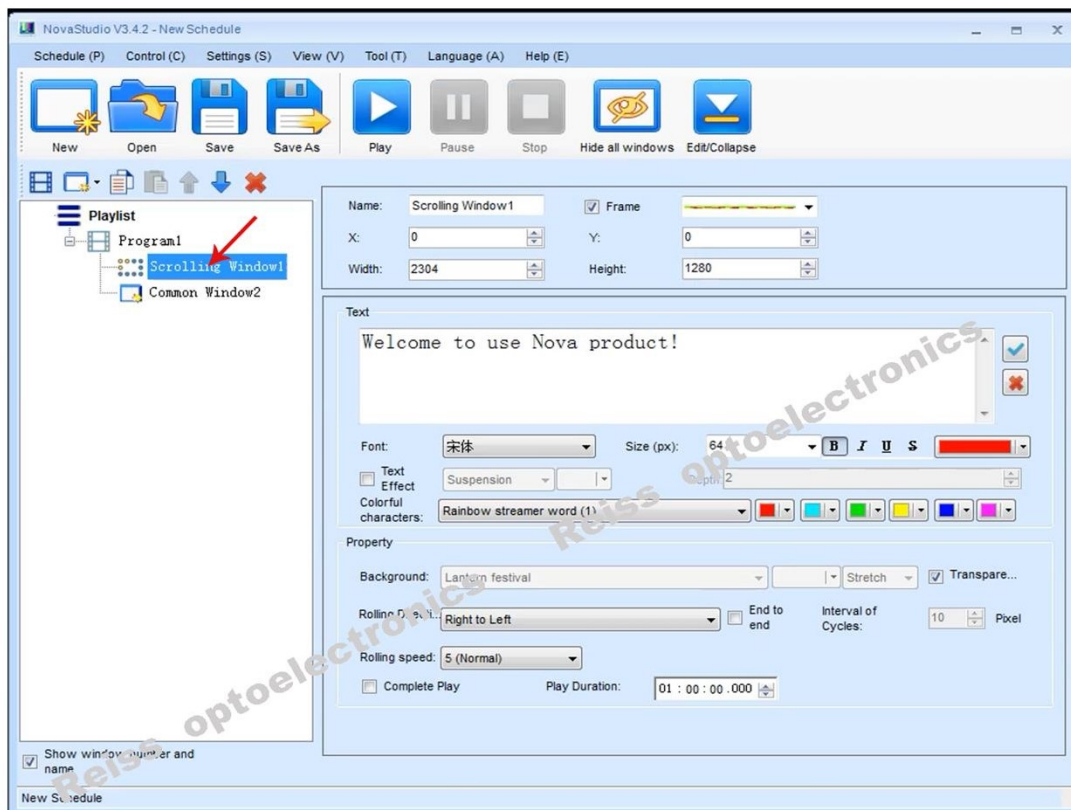 NovaStudio V3.4.2 - New Schedule
Schedule (P) Control (C) Settings (S) View (V) Tool (T) Language (A) Help (E)
New Open Save Save As Play Pause Stop Hide all windows Edit/Collapse
Playlist
Program1
Scrolling Window1
Common Window2
Name: Scrolling Window1 Frame
X: 0 Y: 0
Width: 2304 Height: 1280
Text
Welcome to use Nova product!
Font: 宋体 Size (px): 64 B I U S
Text Effect Suspension Depth: 2
Colorful characters: Rainbow streamer word (1)
Property
Background: Lantern festival Stretch Transpare...
Rolling Directi... Right to Left End to end Interval of Cycles: 10 Pixel
Rolling speed: 5 (Normal)
Complete Play Play Duration: 01 : 00 : 00 .000
Show window number and name
New Schedule
Reiss optoelectronics
Reiss optoelectronics